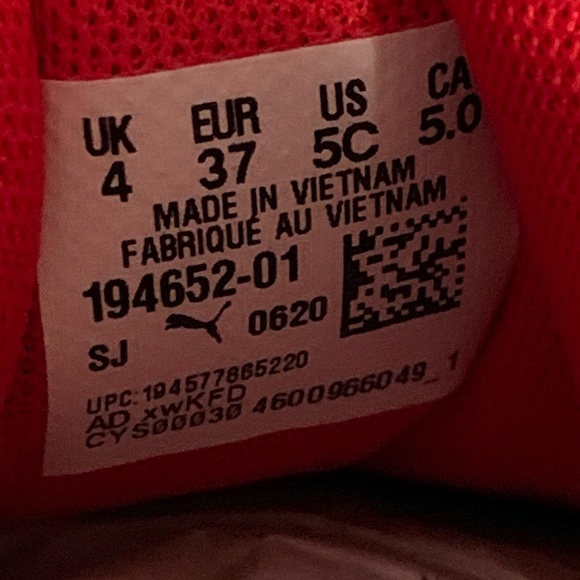 UK EUR US CA
4 37 5C 5.0
MADE IN VIETNAM
FABRIQUÉ AU VIETNAM
194652-01
SJ 0620
UPC:194577865220
AD xwKFD
CYS00030 4600966049_1